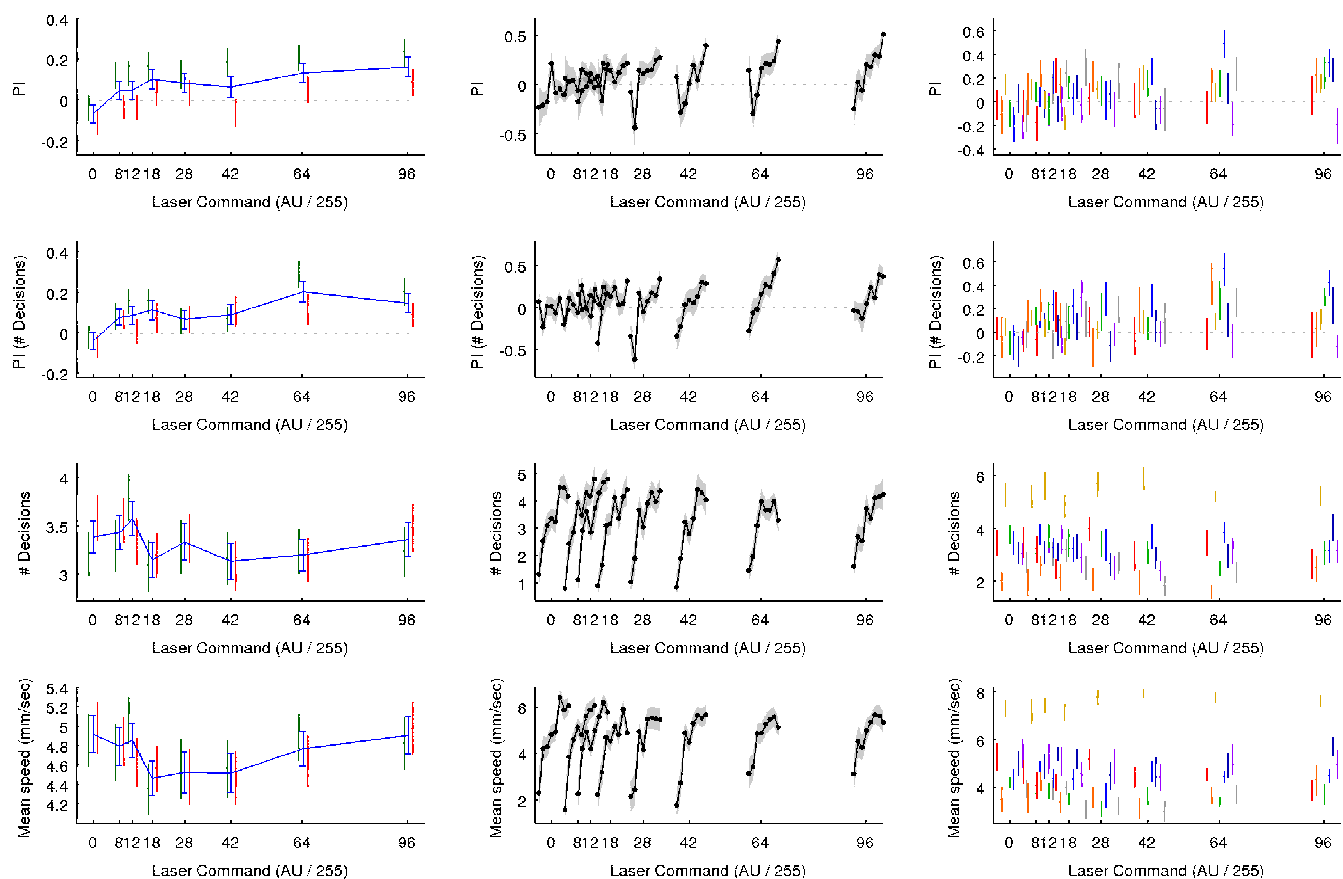 0.4
0.2
0
-0.2
PI
0 8 12 18 28 42 64 96
Laser Command (AU / 255)
0.5
0
-0.5
PI
0 8 12 18 28 42 64 96
Laser Command (AU / 255)
0.6
0.4
0.2
0
-0.2
-0.4
PI
0 8 12 18 28 42 64 96
Laser Command (AU / 255)
0.4
0.2
0
-0.2
PI (# Decisions)
0 8 12 18 28 42 64 96
Laser Command (AU / 255)
0.5
0
-0.5
PI (# Decisions)
0 8 12 18 28 42 64 96
Laser Command (AU / 255)
0.6
0.4
0.2
0
-0.2
PI (# Decisions)
0 8 12 18 28 42 64 96
Laser Command (AU / 255)
4
3.5
3
# Decisions
0 8 12 18 28 42 64 96
Laser Command (AU / 255)
5
4
3
2
1
# Decisions
0 8 12 18 28 42 64 96
Laser Command (AU / 255)
6
4
2
# Decisions
0 8 12 18 28 42 64 96
Laser Command (AU / 255)
5.4
5.2
5
4.8
4.6
4.4
4.2
Mean speed (mm/sec)
0 8 12 18 28 42 64 96
Laser Command (AU / 255)
6
4
2
Mean speed (mm/sec)
0 8 12 18 28 42 64 96
Laser Command (AU / 255)
8
6
4
Mean speed (mm/sec)
0 8 12 18 28 42 64 96
Laser Command (AU / 255)